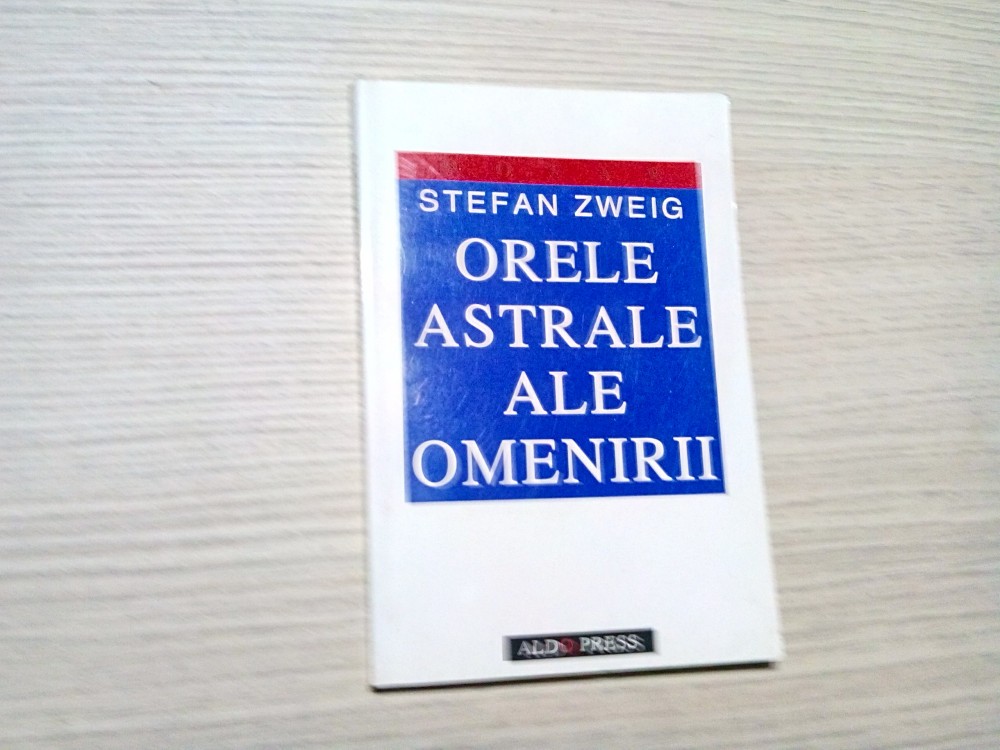 STEFAN ZWEIG
ORELE
ASTRALE
ALE
OMENIRII
ALDO PRESS